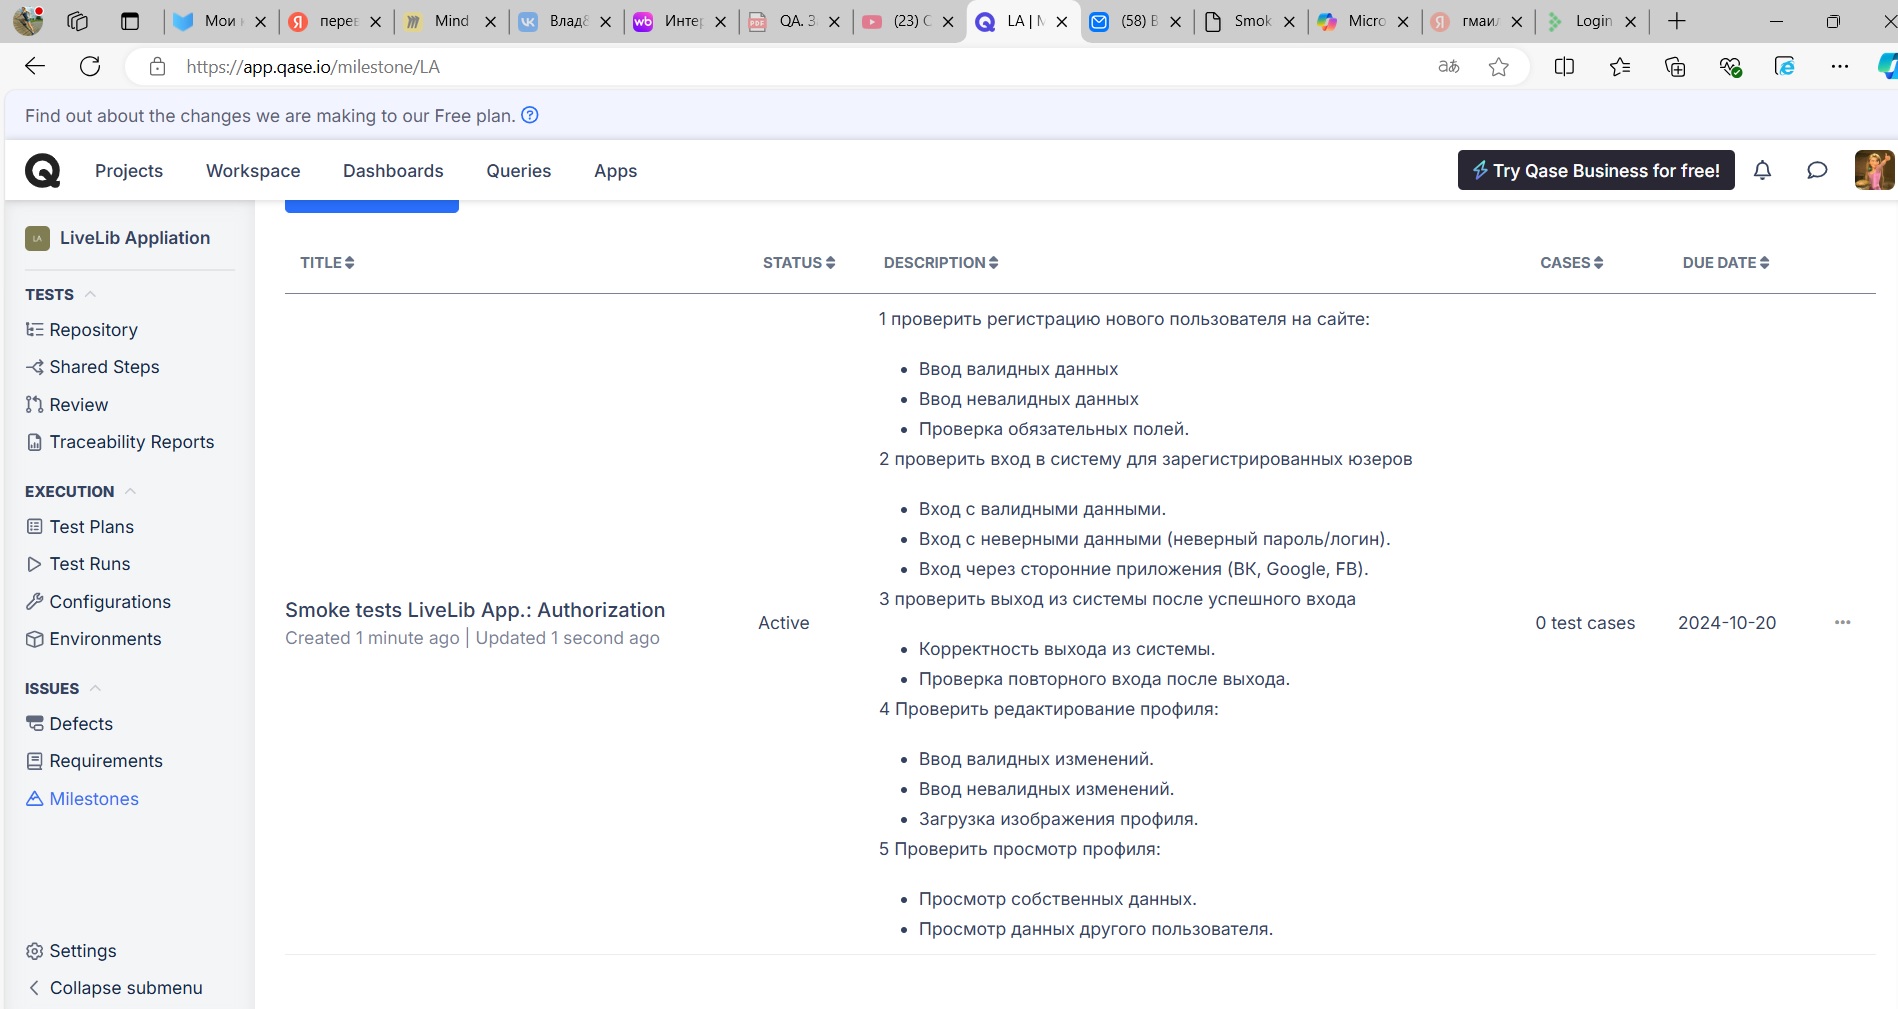 Мои
перев
Mind
Влад
Интер
QA. З
(23) С
LA | M
(58) В
Smok
Micro
гмаил
Login
https://app.qase.io/milestone/LA
Find out about the changes we are making to our Free plan.
Projects Workspace Dashboards Queries Apps Try Qase Business for free!
LA LiveLib Appliation
TESTS
Repository
Shared Steps
Review
Traceability Reports
EXECUTION
Test Plans
Test Runs
Configurations
Environments
ISSUES
Defects
Requirements
Milestones
Settings
Collapse submenu
TITLE STATUS DESCRIPTION CASES DUE DATE
Smoke tests LiveLib App.: Authorization
Created 1 minute ago | Updated 1 second ago
Active
1 проверить регистрацию нового пользователя на сайте:
• Ввод валидных данных
• Ввод невалидных данных
• Проверка обязательных полей.
2 проверить вход в систему для зарегистрированных юзеров
• Вход с валидными данными.
• Вход с неверными данными (неверный пароль/логин).
• Вход через сторонние приложения (ВК, Google, FB).
3 проверить выход из системы после успешного входа
• Корректность выхода из системы.
• Проверка повторного входа после выхода.
4 Проверить редактирование профиля:
• Ввод валидных изменений.
• Ввод невалидных изменений.
• Загрузка изображения профиля.
5 Проверить просмотр профиля:
• Просмотр собственных данных.
• Просмотр данных другого пользователя.
0 test cases
2024-10-20